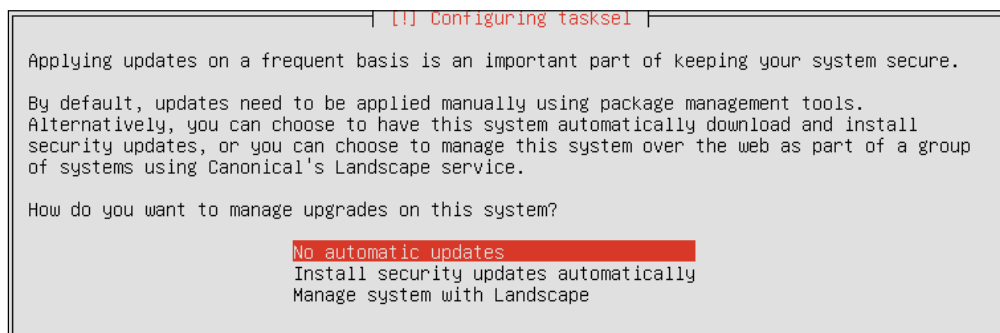 [!] Configuring tasksel
Applying updates on a frequent basis is an important part of keeping your system secure.
By default, updates need to be applied manually using package management tools.
Alternatively, you can choose to have this system automatically download and install
security updates, or you can choose to manage this system over the web as part of a group
of systems using Canonical's Landscape service.
How do you want to manage upgrades on this system?
No automatic updates
Install security updates automatically
Manage system with Landscape